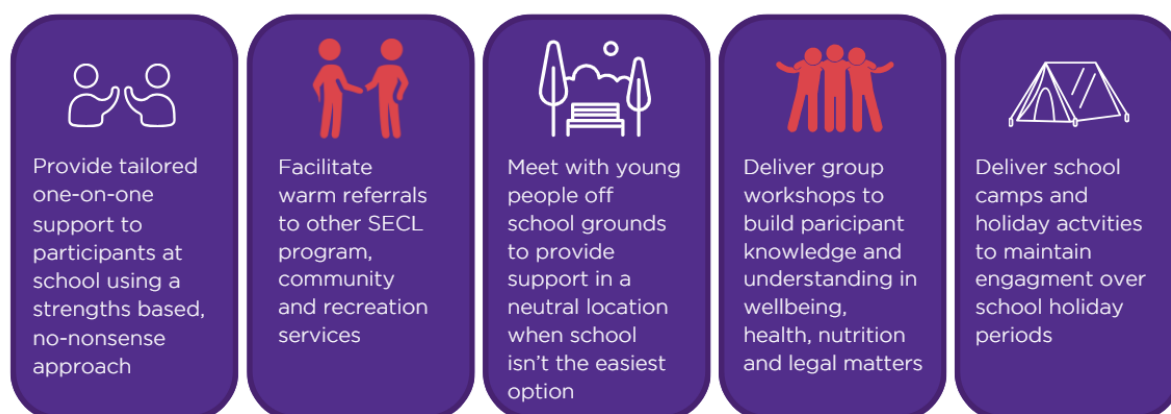 Provide tailored
one-on-one
support to
participants at
school using a
strengths based,
no-nonsense
approach
Facilitate
warm referrals
to other SECL
program,
community
and recreation
services
Meet with young
people off
school grounds
to provide
support in a
neutral location
when school
isn't the easiest
option
Deliver group
workshops to
build paricipant
knowledge and
understanding in
wellbeing,
health, nutrition
and legal matters
Deliver school
camps and
holiday actvities
to maintain
engagment over
school holiday
periods